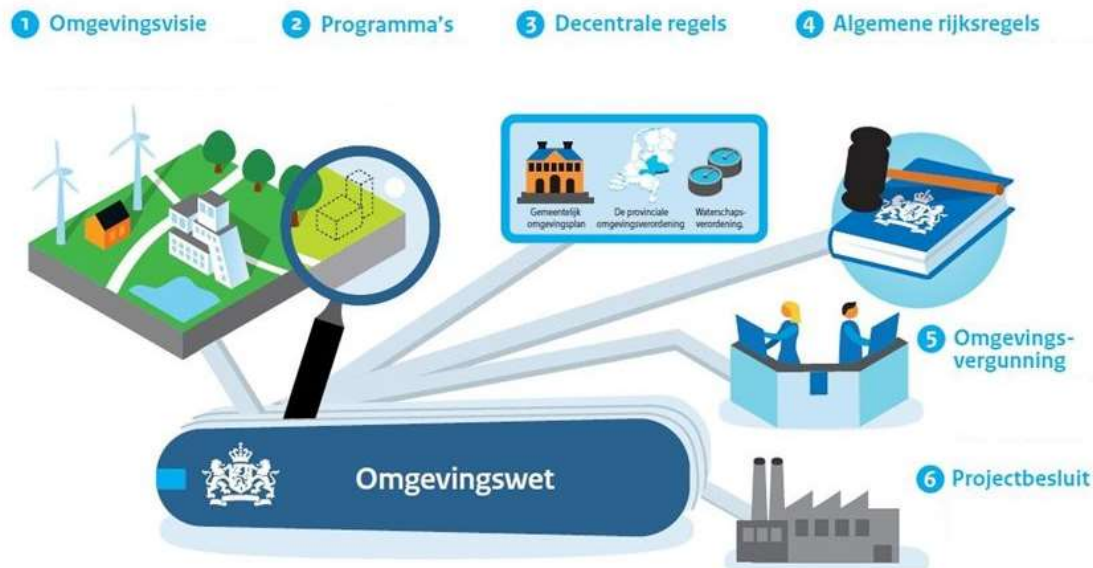 1 Omgevingsvisie
2 Programma's
3 Decentrale regels
4 Algemene rijksregels
Gemeentelijk
omgevingsplan
De provinciale
omgevingsverordening
Waterschaps-
verordening.
5 Omgevings-
vergunning
Omgevingswet
6 Projectbesluit